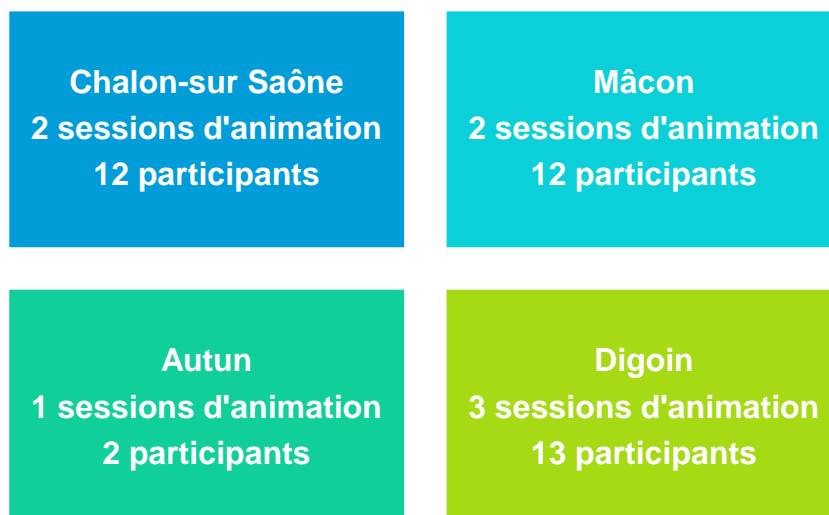 Chalon-sur Saône
2 sessions d'animation
12 participants
Mâcon
2 sessions d'animation
12 participants
Autun
1 sessions d'animation
2 participants
Digoin
3 sessions d'animation
13 participants